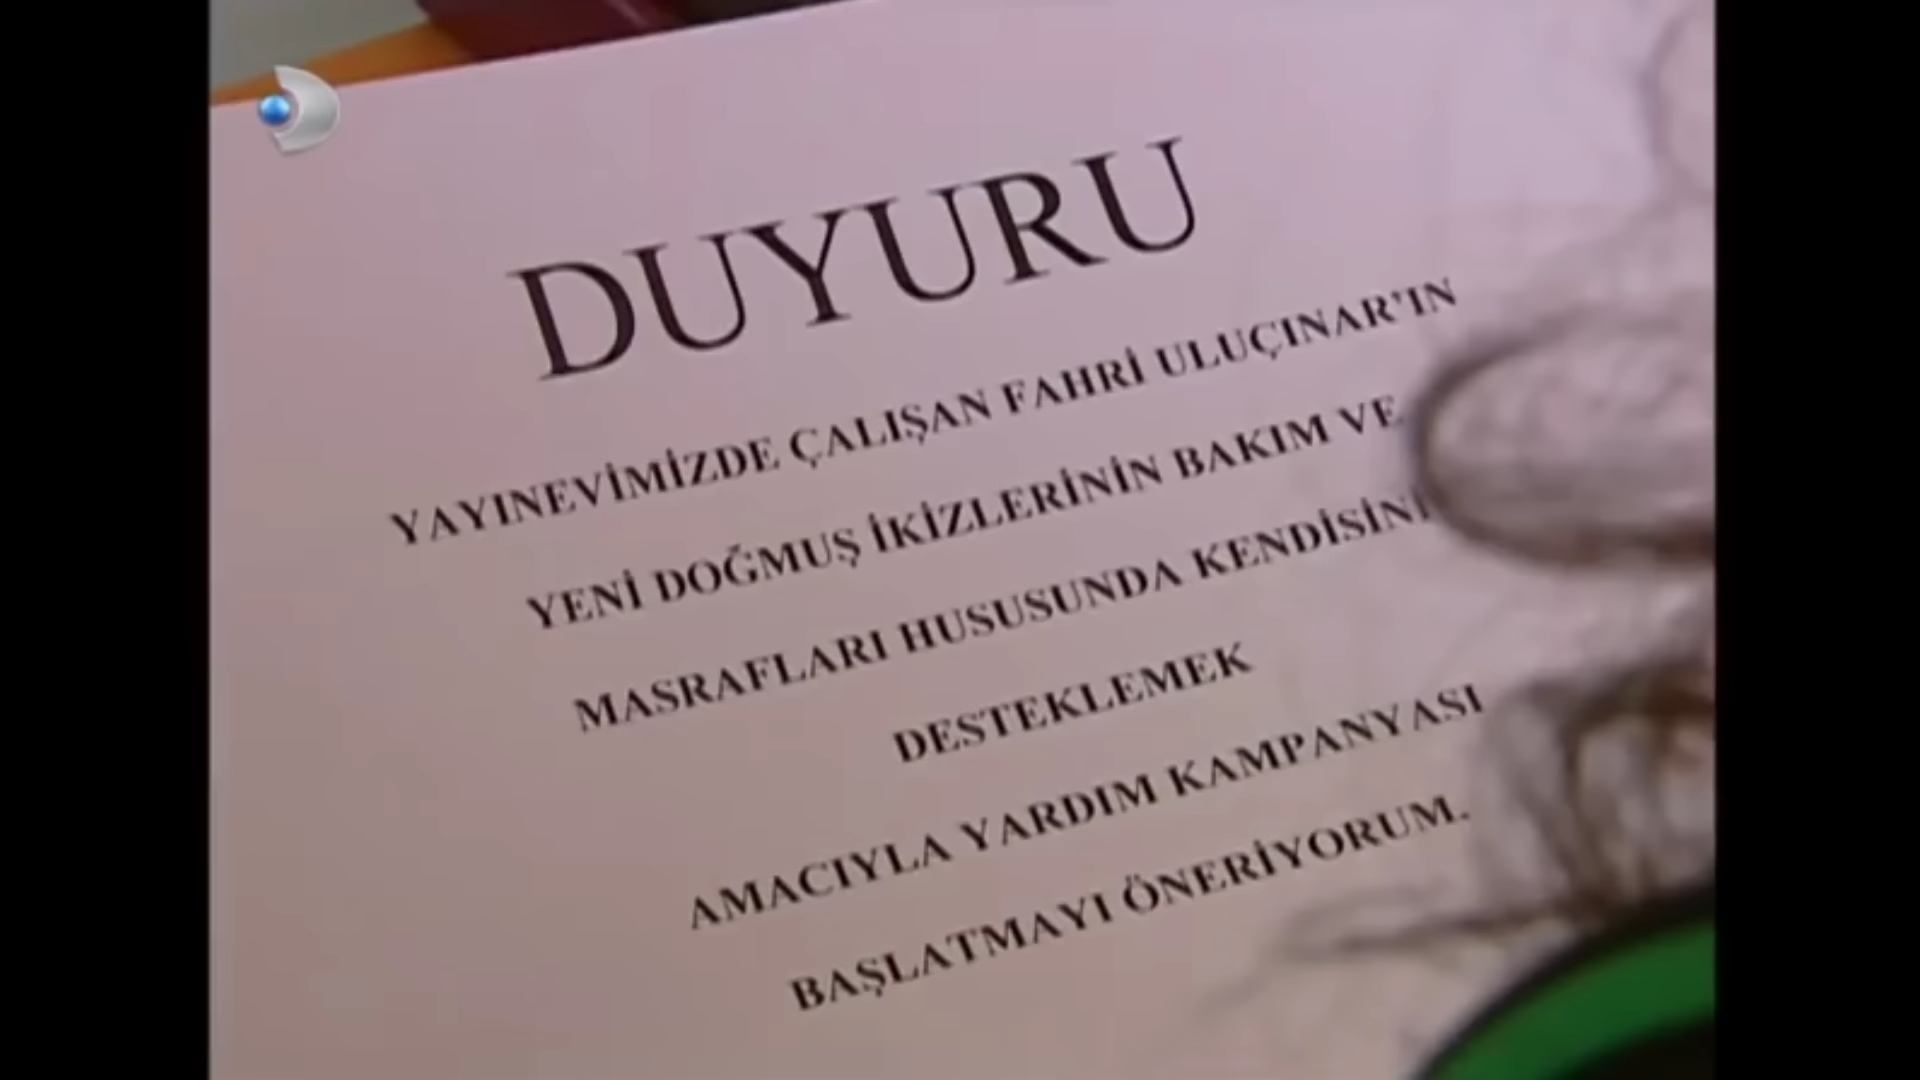 DUYURU
YAYINEVİMİZDE ÇALIŞAN FAHRİ ULUÇINAR'IN
YENİ DOĞMUŞ İKİZLERİNİN BAKIM VE
MASRAFLARI HUSUSUNDA KENDİSİNİ
DESTEKLEMEK
AMACIYLA YARDIM KAMPANYASI
BAŞLATMAYI ÖNERİYORUM.